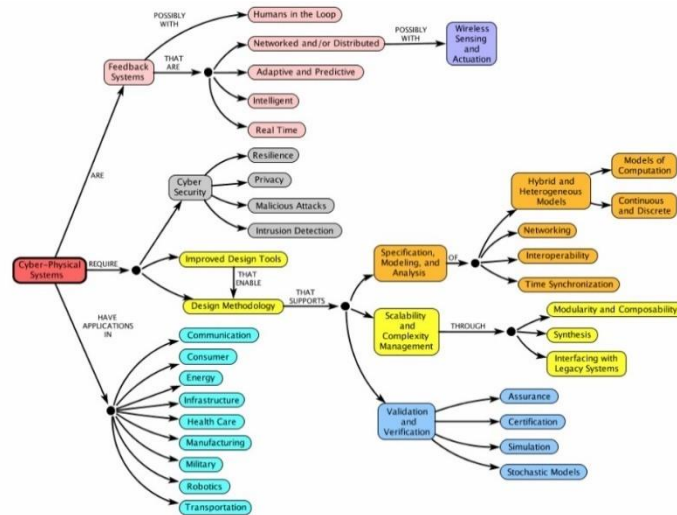 POSSIBLY
WITH
Humans in the Loop
Feedback
Systems
THAT
ARE
Networked and/or Distributed
POSSIBLY
WITH
Wireless
Sensing
and
Actuation
Adaptive and Predictive
Intelligent
Real Time
ARE
Cyber-Physical
Systems
REQUIRE
Cyber
Security
Resilience
Privacy
Malicious Attacks
Intrusion Detection
Improved Design Tools
THAT
ENABLE
Design Methodology
THAT
SUPPORTS
Specification,
Modeling, and
Analysis
OF
Hybrid and
Heterogeneous
Models
Models of
Computation
Continuous
and Discrete
Networking
Interoperability
Time Synchronization
Scalability
and
Complexity
Management
THROUGH
Modularity and Composability
Synthesis
Interfacing with
Legacy Systems
Validation
and
Verification
Assurance
Certification
Simulation
Stochastic Models
HAVE
APPLICATIONS
IN
Communication
Consumer
Energy
Infrastructure
Health Care
Manufacturing
Military
Robotics
Transportation